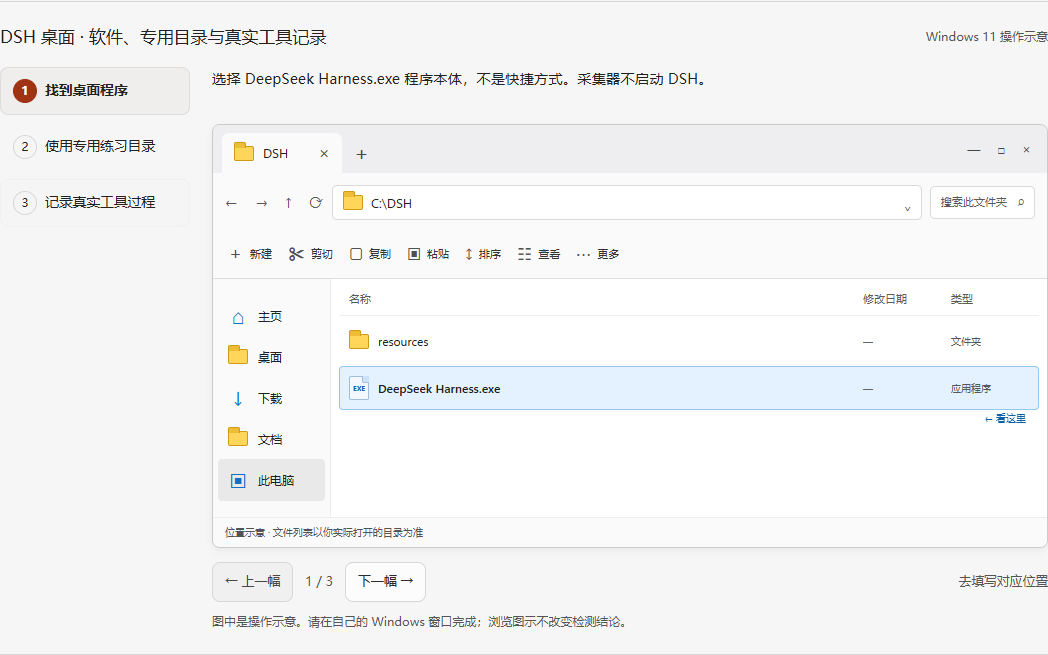 DSH 桌面 · 软件、专用目录与真实工具记录
Windows 11 操作示意
1 找到桌面程序
2 使用专用练习目录
3 记录真实工具过程
选择 DeepSeek Harness.exe 程序本体，不是快捷方式。采集器不启动 DSH。
DSH
C:\DSH
搜索此文件夹
新建 剪切 复制 粘贴 排序 查看 更多
主页
桌面
下载
文档
此电脑
名称 修改日期 类型
resources — 文件夹
EXE DeepSeek Harness.exe — 应用程序
← 看这里
位置示意 · 文件列表以你实际打开的目录为准
← 上一幅 1 / 3 下一幅 →
去填写对应位置
图中是操作示意。请在自己的 Windows 窗口完成；浏览图示不改变检测结论。